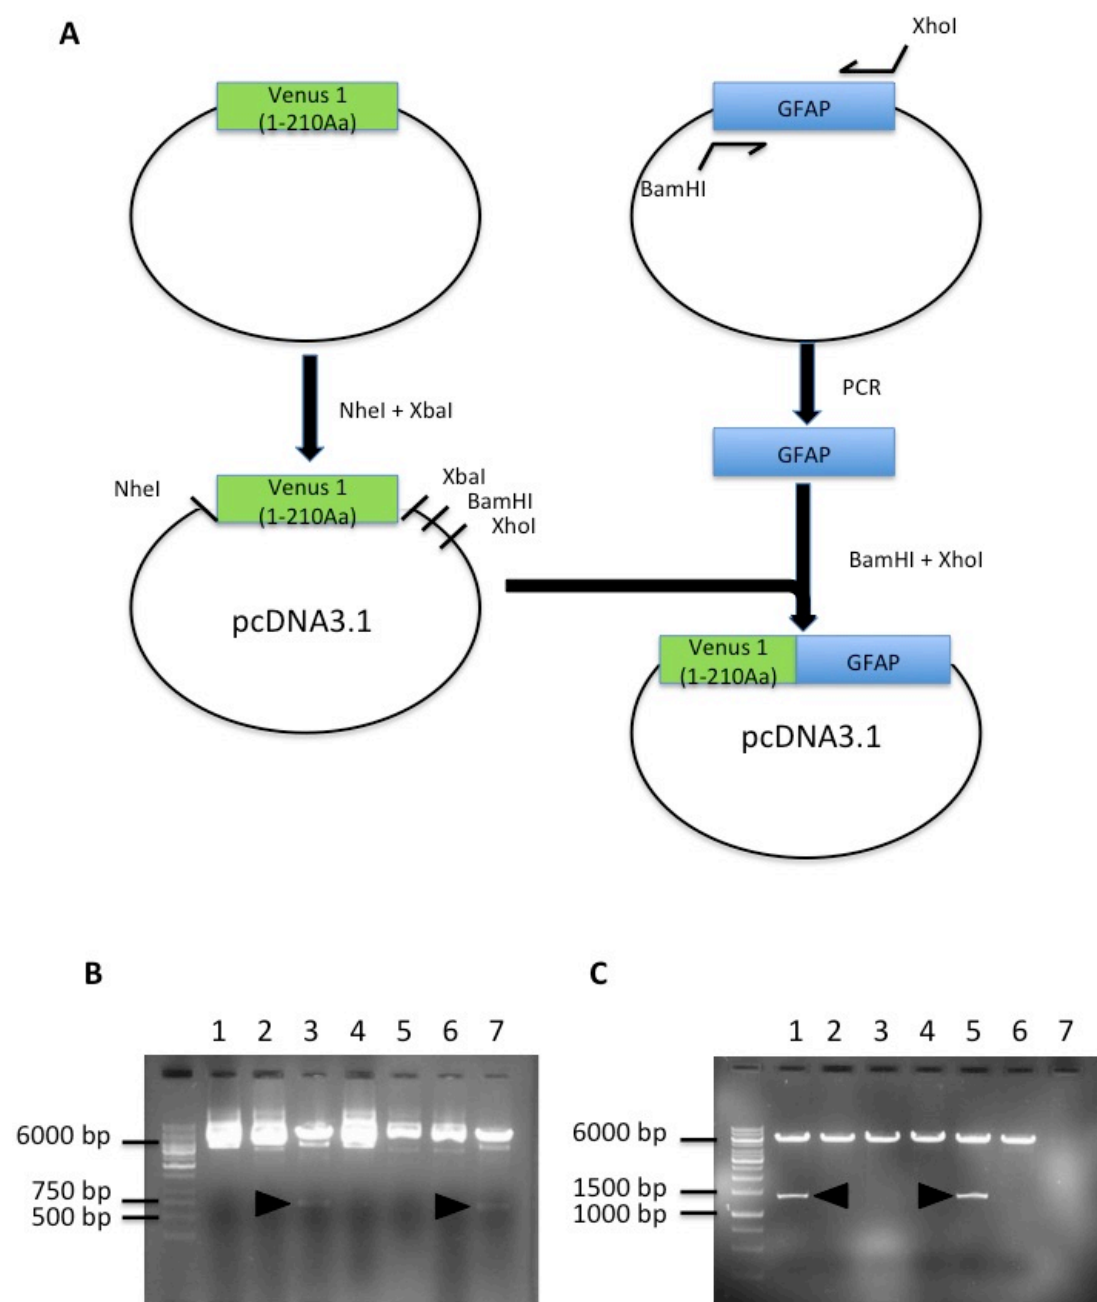 A
XhoI
Venus 1
(1-210Aa)
GFAP
BamHI
NheI + XbaI
PCR
NheI
Venus 1
(1-210Aa)
XbaI
BamHI
XhoI
GFAP
pcDNA3.1
BamHI + XhoI
Venus 1
(1-210Aa)
GFAP
pcDNA3.1
B
1 2 3 4 5 6 7
6000 bp
750 bp
500 bp
C
1 2 3 4 5 6 7
6000 bp
1500 bp
1000 bp